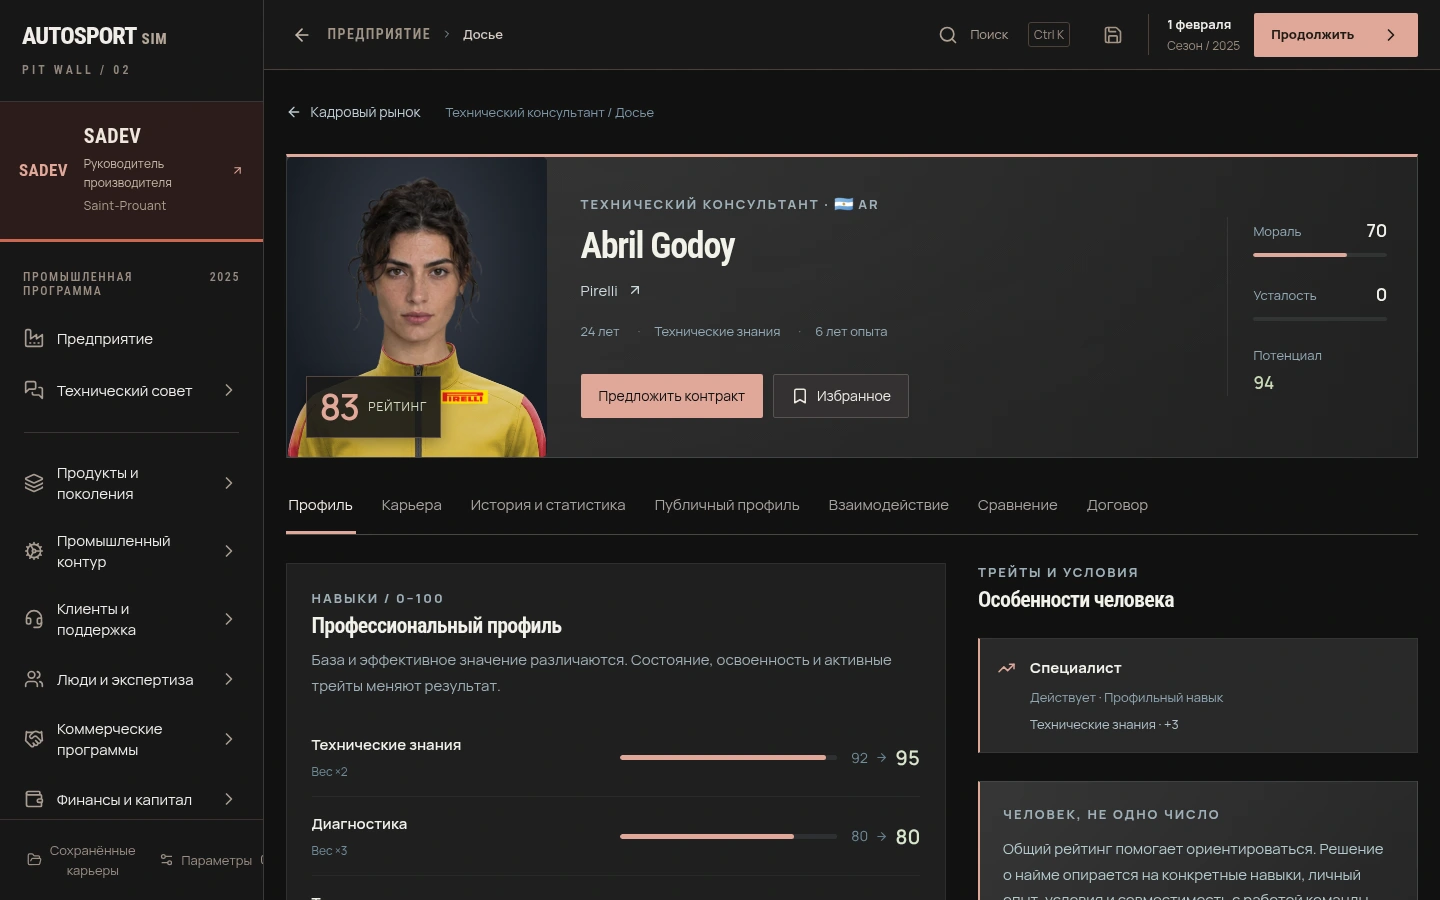 AUTOSPORT SIM
PIT WALL / 02
SADEV
SADEV
Руководитель
производителя
Saint-Prouant
ПРОМЫШЛЕННАЯ
ПРОГРАММА
2025
Предприятие
Технический совет
Продукты и
поколения
Промышленный
контур
Клиенты и
поддержка
Люди и экспертиза
Коммерческие
программы
Финансы и капитал
Сохранённые
карьеры
Параметры
ПРЕДПРИЯТИЕ > Досье
Поиск
Ctrl K
1 февраля
Сезон / 2025
Продолжить
Кадровый рынок
Технический консультант / Досье
PIRELLI
83 РЕЙТИНГ
ТЕХНИЧЕСКИЙ КОНСУЛЬТАНТ · AR
Abril Godoy
Pirelli
24 лет · Технические знания · 6 лет опыта
Предложить контракт
Избранное
Мораль 70
Усталость 0
Потенциал
94
Профиль
Карьера
История и статистика
Публичный профиль
Взаимодействие
Сравнение
Договор
НАВЫКИ / 0–100
Профессиональный профиль
База и эффективное значение различаются. Состояние, освоенность и активные
трейты меняют результат.
Технические знания
Вес ×2
92 → 95
Диагностика
Вес ×3
80 → 80
ТРЕЙТЫ И УСЛОВИЯ
Особенности человека
Специалист
Действует · Профильный навык
Технические знания · +3
ЧЕЛОВЕК, НЕ ОДНО ЧИСЛО
Общий рейтинг помогает ориентироваться. Решение
о найме опирается на конкретные навыки, личный
опыт, условия и совместимость с работой команды.